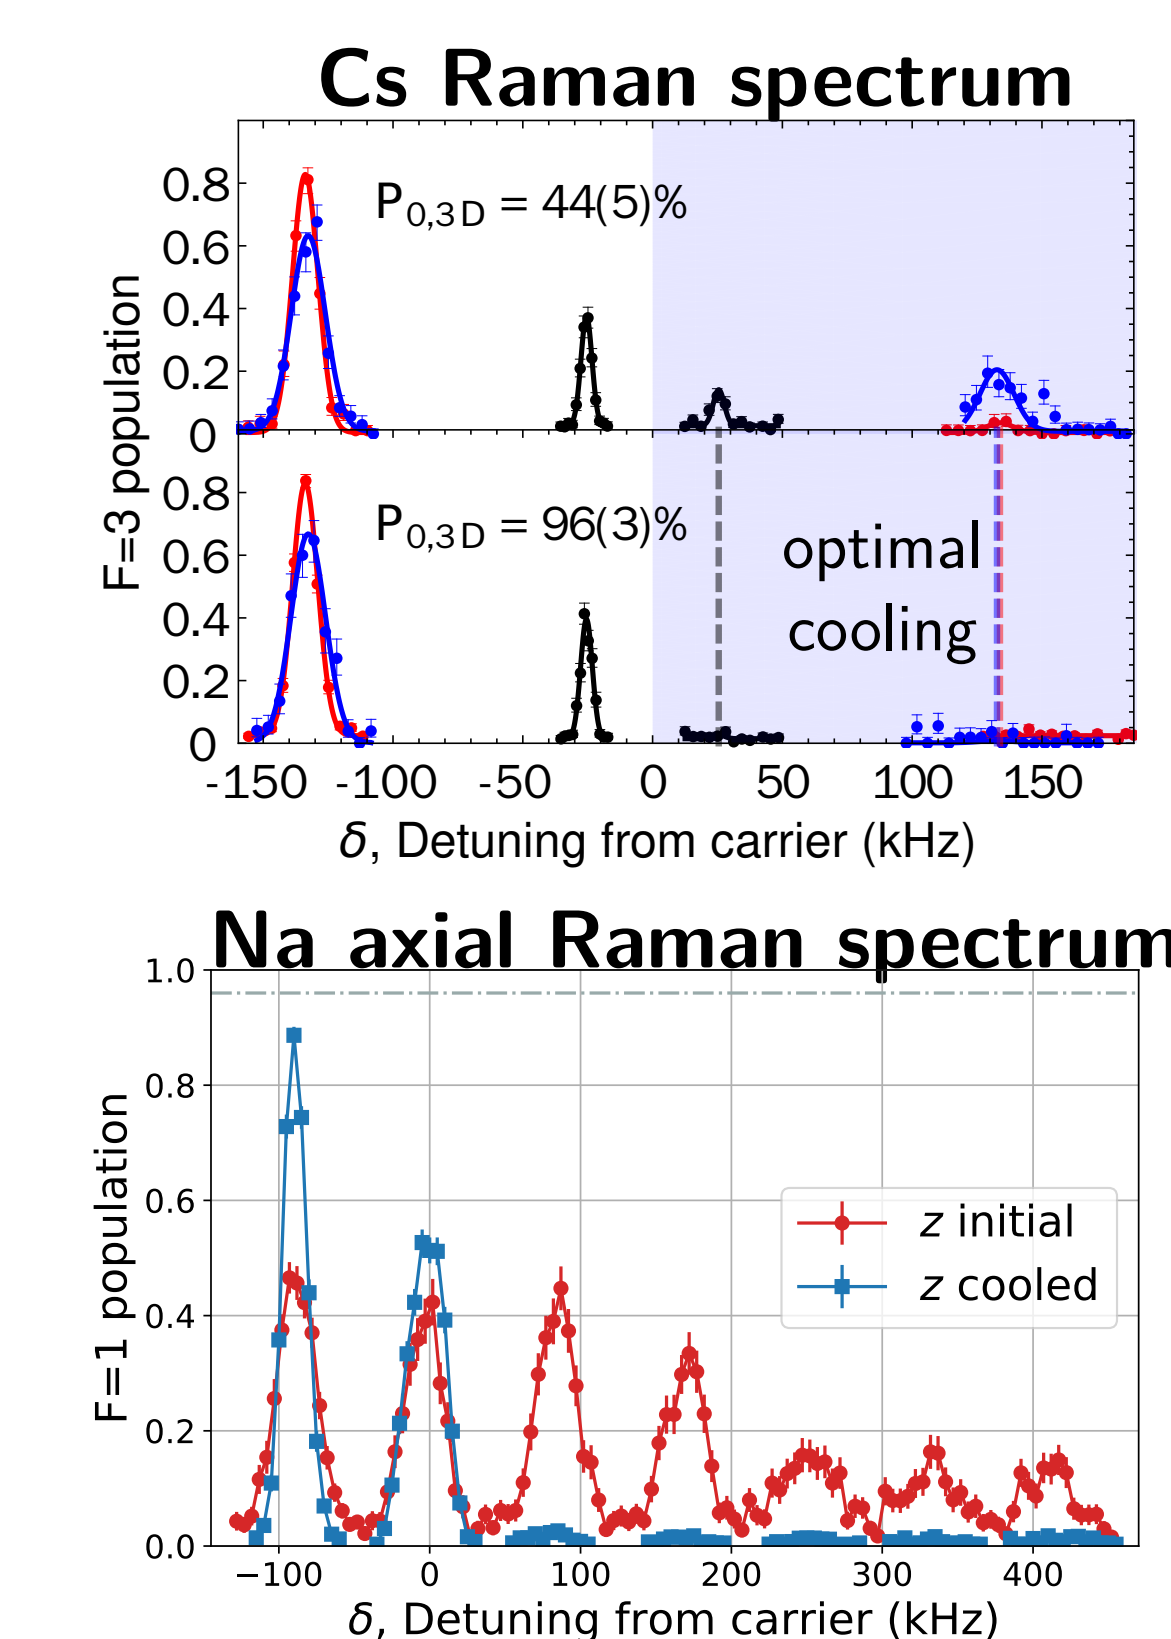 Cs Raman spectrum
0.8
0.6
0.4
0.2
0
P0,3D = 44(5)%
F=3 population
0.8
0.6
0.4
0.2
0
P0,3D = 96(3)%
optimal
cooling
-150 -100 -50 0 50 100 150
δ, Detuning from carrier (kHz)
Na axial Raman spectrum
1.0
0.8
0.6
0.4
0.2
0.0
F=1 population
z initial
z cooled
−100 0 100 200 300 400
δ, Detuning from carrier (kHz)